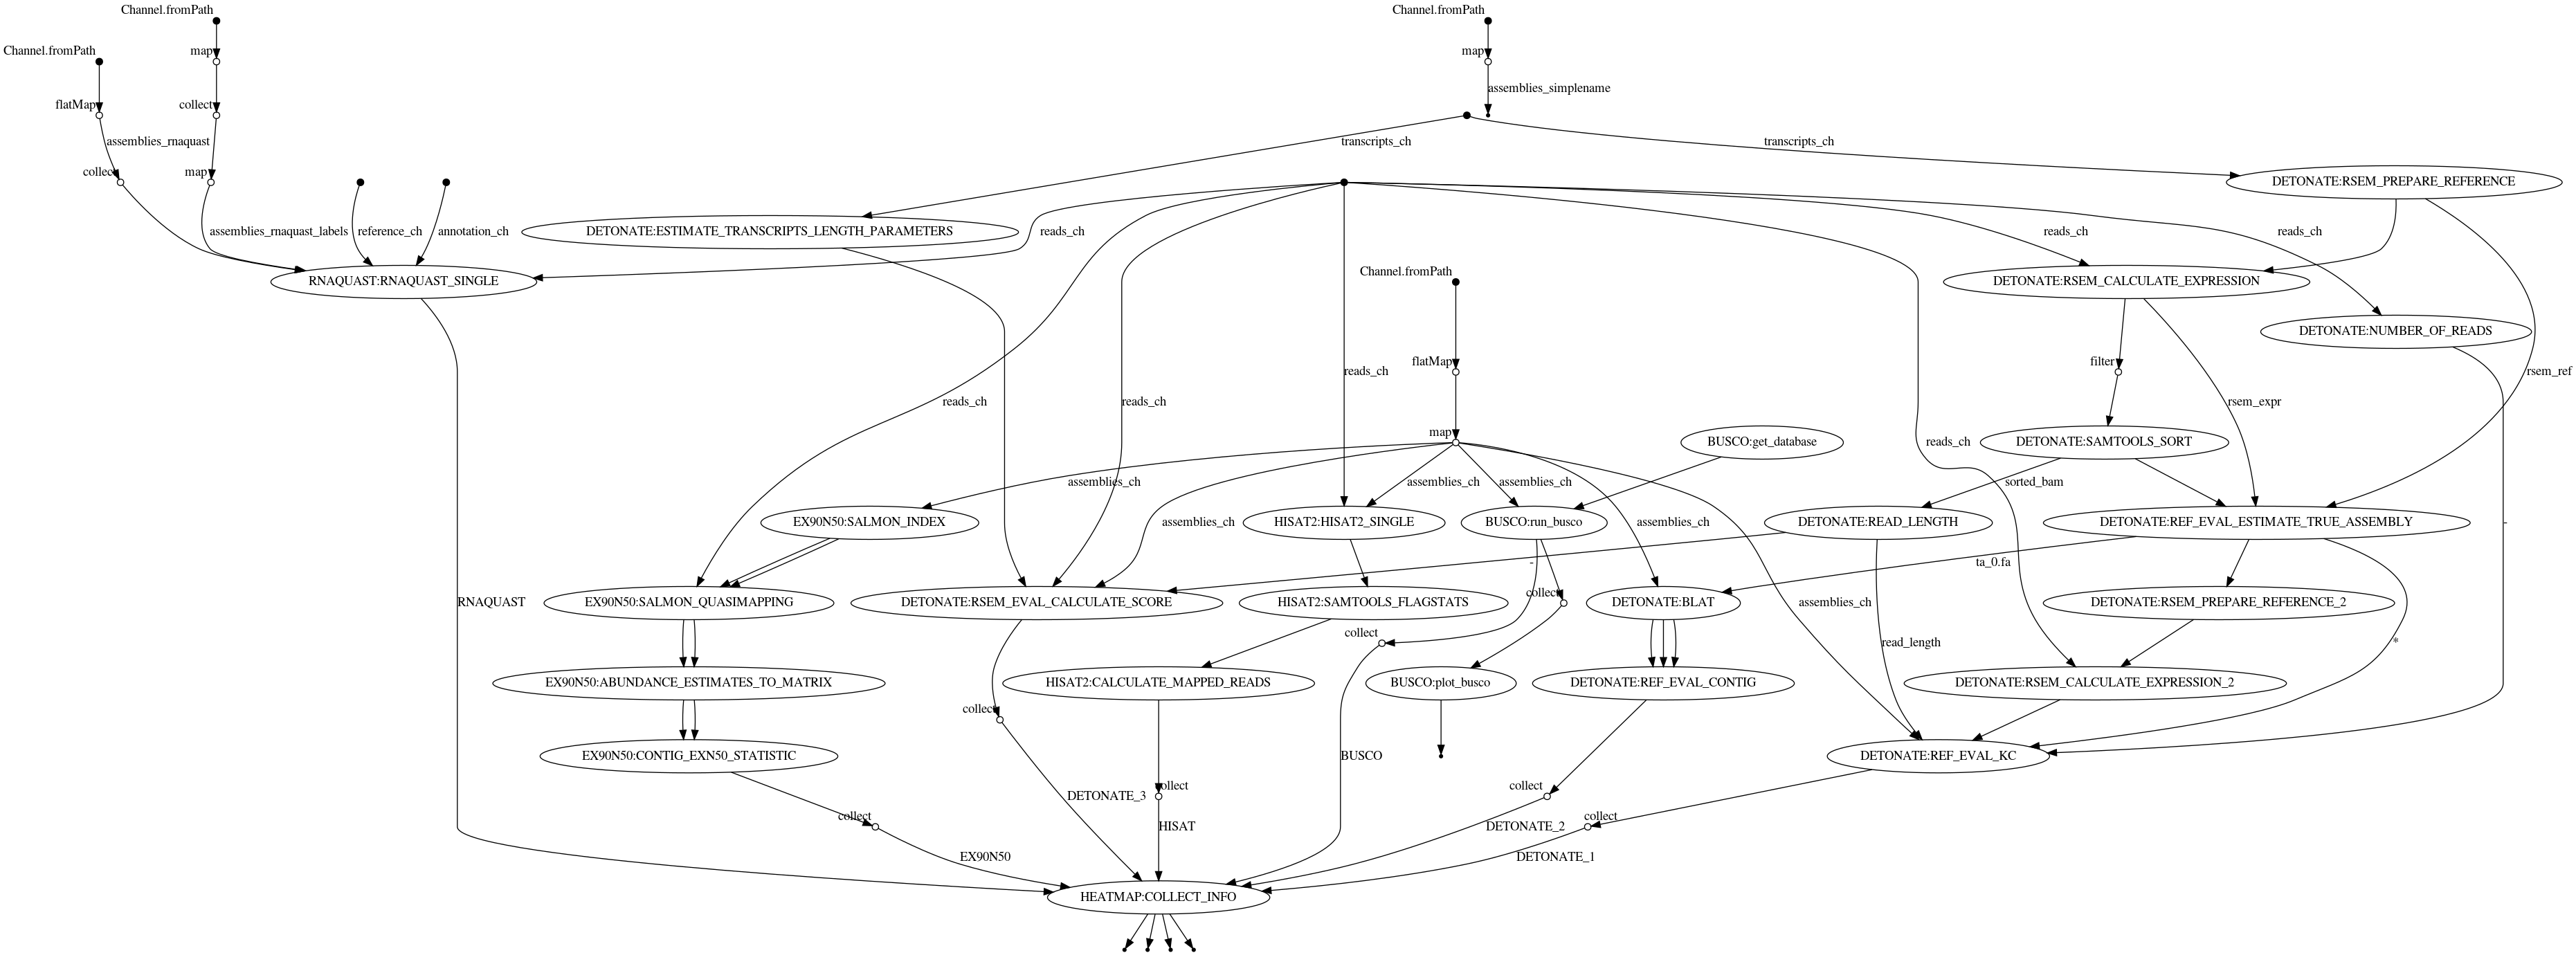 Channel.fromPath
Channel.fromPath
Channel.fromPath
map
map
flatMap
collect
assemblies_simplename
assemblies_rnaquast
transcripts_ch
transcripts_ch
collect
map
DETONATE:RSEM_PREPARE_REFERENCE
assemblies_rnaquast_labels
reference_ch
annotation_ch
DETONATE:ESTIMATE_TRANSCRIPTS_LENGTH_PARAMETERS
reads_ch
reads_ch
reads_ch
Channel.fromPath
RNAQUAST:RNAQUAST_SINGLE
DETONATE:RSEM_CALCULATE_EXPRESSION
DETONATE:NUMBER_OF_READS
flatMap
filter
reads_ch
rsem_ref
reads_ch
reads_ch
rsem_expr
map
BUSCO:get_database
reads_ch
DETONATE:SAMTOOLS_SORT
assemblies_ch
assemblies_ch
assemblies_ch
sorted_bam
EX90N50:SALMON_INDEX
assemblies_ch
HISAT2:HISAT2_SINGLE
BUSCO:run_busco
assemblies_ch
DETONATE:READ_LENGTH
DETONATE:REF_EVAL_ESTIMATE_TRUE_ASSEMBLY
-
-
ta_0.fa
collect
EX90N50:SALMON_QUASIMAPPING
DETONATE:RSEM_EVAL_CALCULATE_SCORE
HISAT2:SAMTOOLS_FLAGSTATS
DETONATE:BLAT
assemblies_ch
DETONATE:RSEM_PREPARE_REFERENCE_2
RNAQUAST
collect
read_length
*
EX90N50:ABUNDANCE_ESTIMATES_TO_MATRIX
HISAT2:CALCULATE_MAPPED_READS
BUSCO:plot_busco
DETONATE:REF_EVAL_CONTIG
DETONATE:RSEM_CALCULATE_EXPRESSION_2
collect
EX90N50:CONTIG_EXN50_STATISTIC
BUSCO
DETONATE:REF_EVAL_KC
collect
collect
DETONATE_3
collect
HISAT
DETONATE_2
collect
EX90N50
DETONATE_1
HEATMAP:COLLECT_INFO